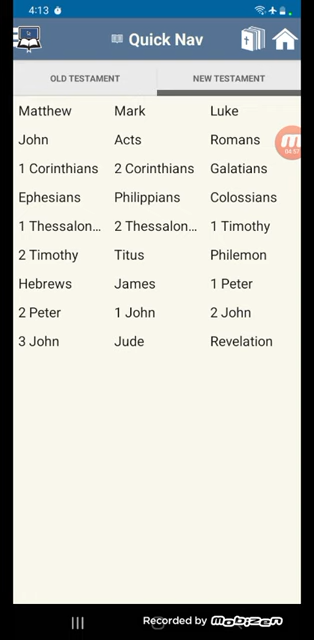 4:13
Quick Nav
OLD TESTAMENT NEW TESTAMENT
Matthew Mark Luke
John Acts Romans
1 Corinthians 2 Corinthians Galatians
04:57
Ephesians Philippians Colossians
1 Thessalon... 2 Thessalon... 1 Timothy
2 Timothy Titus Philemon
Hebrews James 1 Peter
2 Peter 1 John 2 John
3 John Jude Revelation
Recorded by Mobizen